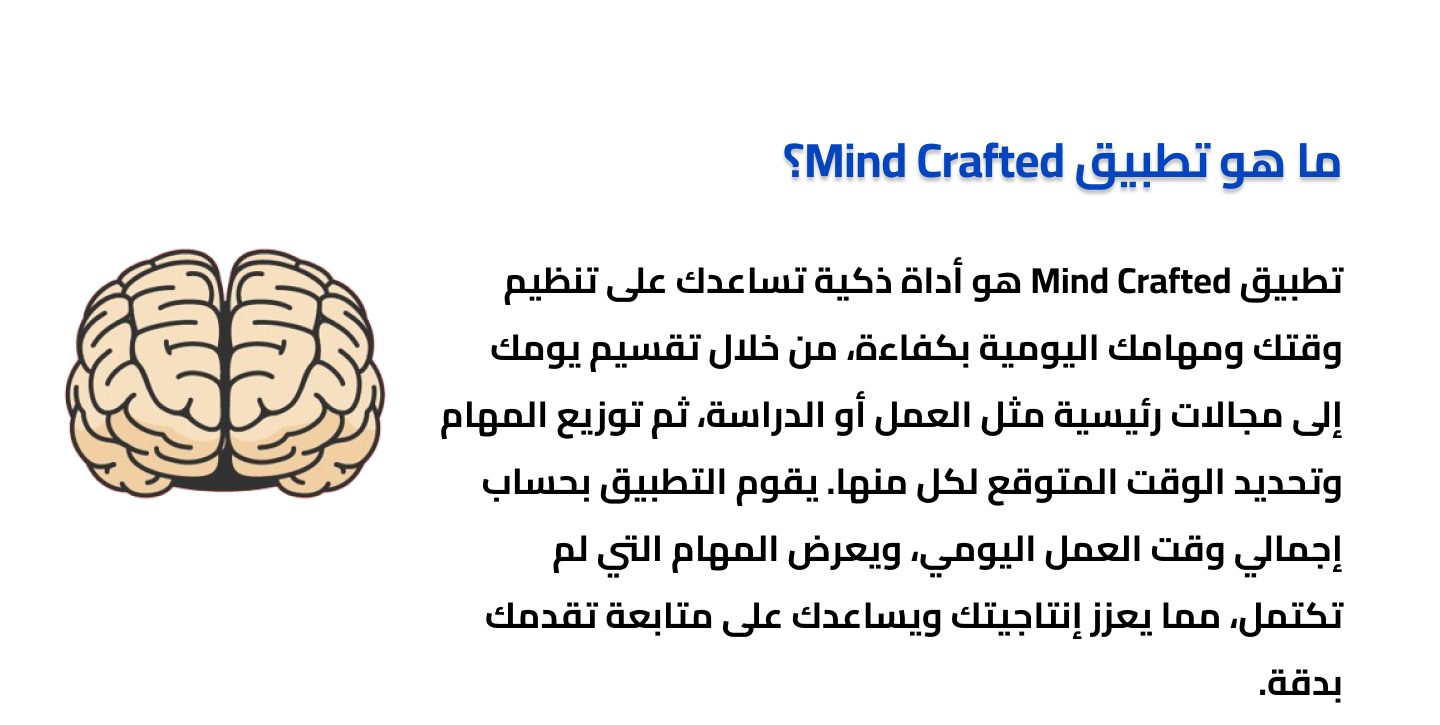 ما هو تطبيق Mind Crafted؟
تطبيق Mind Crafted هو أداة ذكية تساعدك على تنظيم
وقتك ومهامك اليومية بكفاءة، من خلال تقسيم يومك
إلى مجالات رئيسية مثل العمل أو الدراسة، ثم توزيع المهام
وتحديد الوقت المتوقع لكل منها. يقوم التطبيق بحساب
إجمالي وقت العمل اليومي، ويعرض المهام التي لم
تكتمل، مما يعزز إنتاجيتك ويساعدك على متابعة تقدمك
بدقة.